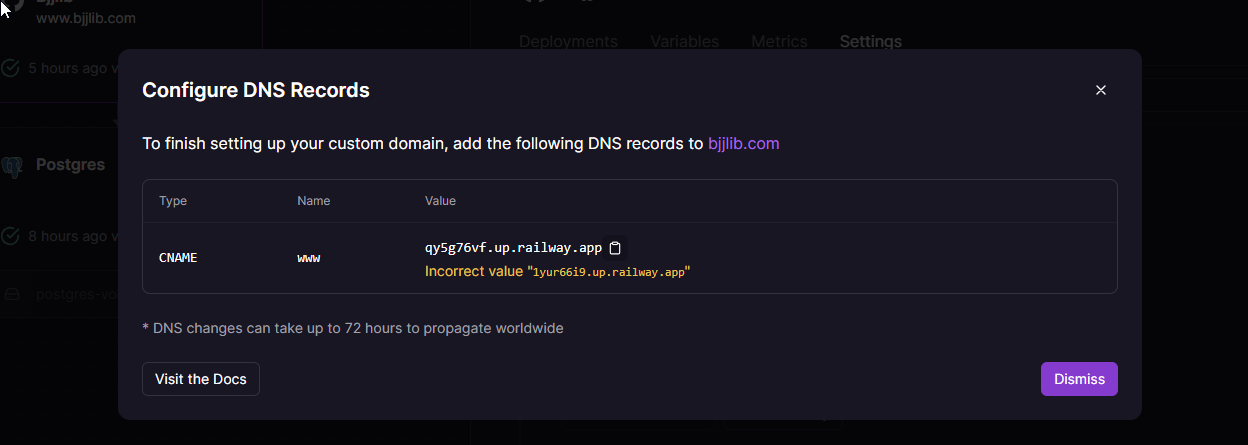 Bjjlib
www.bjjlib.com
Deployments Variables Metrics Settings
5 hours ago
Configure DNS Records
To finish setting up your custom domain, add the following DNS records to bjjlib.com
Postgres
Type Name Value
CNAME www qy5g76vf.up.railway.app
Incorrect value "1yur66i9.up.railway.app"
8 hours ago
* DNS changes can take up to 72 hours to propagate worldwide
Visit the Docs Dismiss